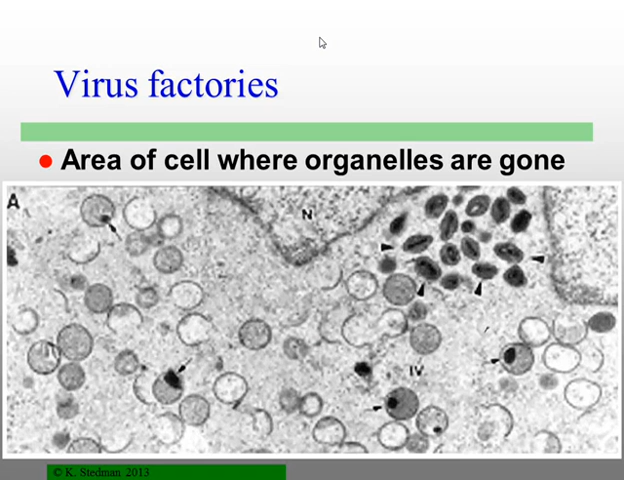 Virus factories
Area of cell where organelles are gone
A
N
IV
© K. Stedman 2013